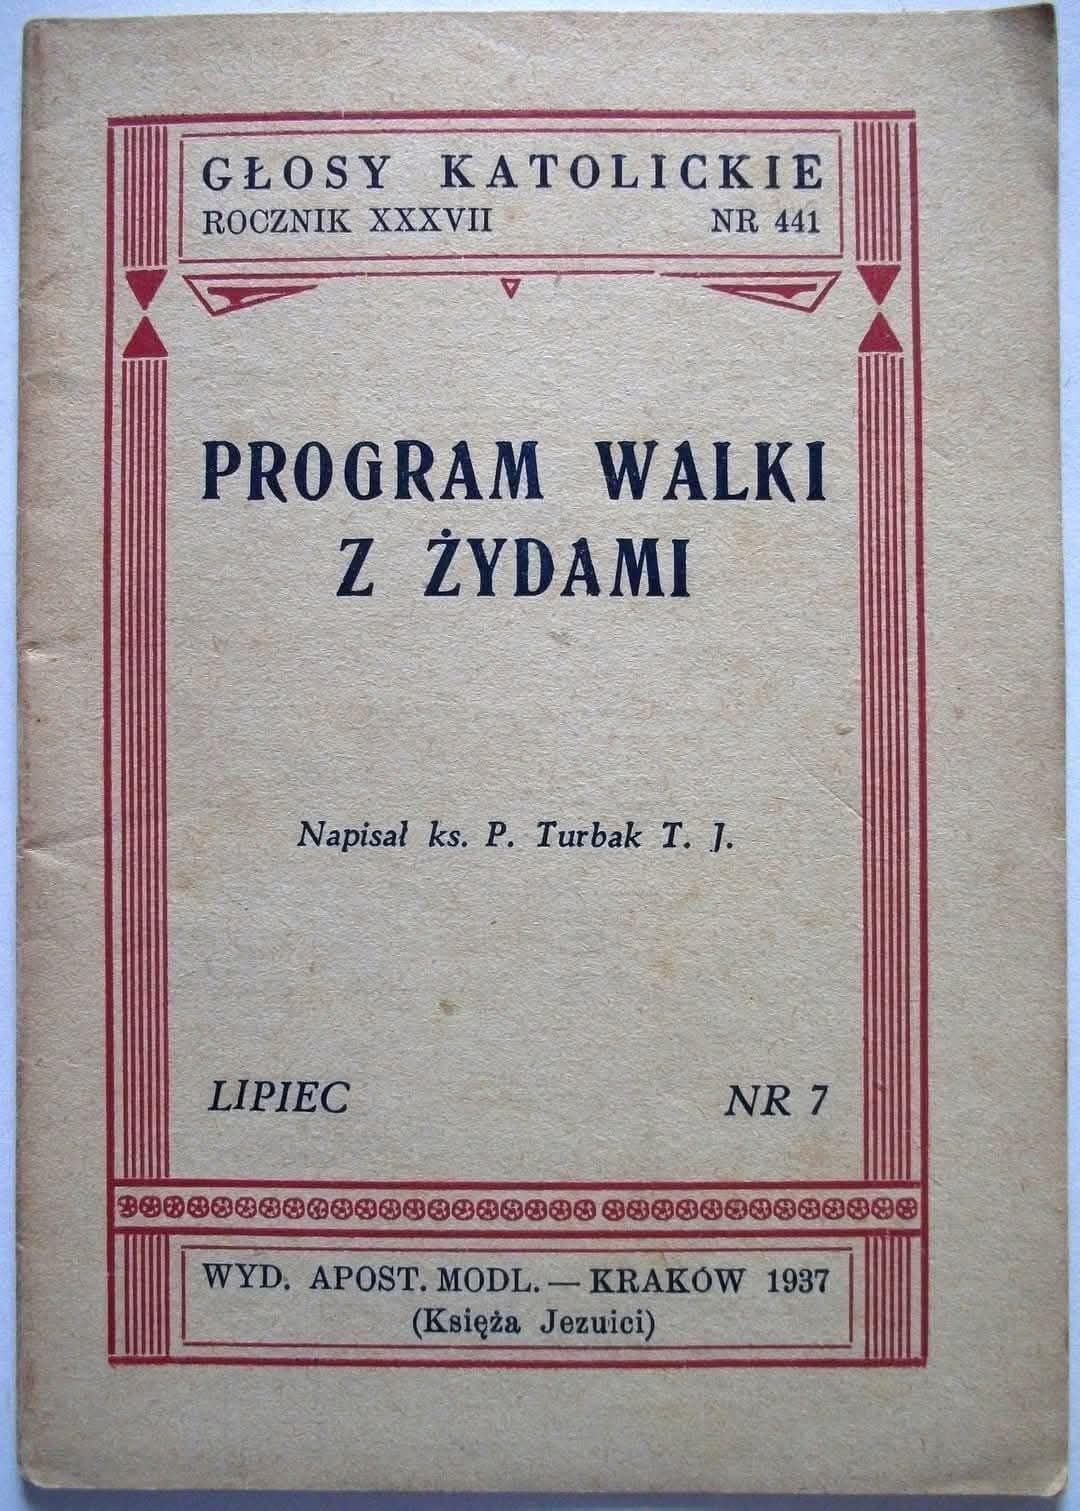 GŁOSY KATOLICKIE
ROCZNIK XXXVII NR 441
PROGRAM WALKI
Z ŻYDAMI
Napisał ks. P. Turbak T. J.
LIPIEC NR 7
WYD. APOST. MODL. — KRAKÓW 1937
(Księża Jezuici)